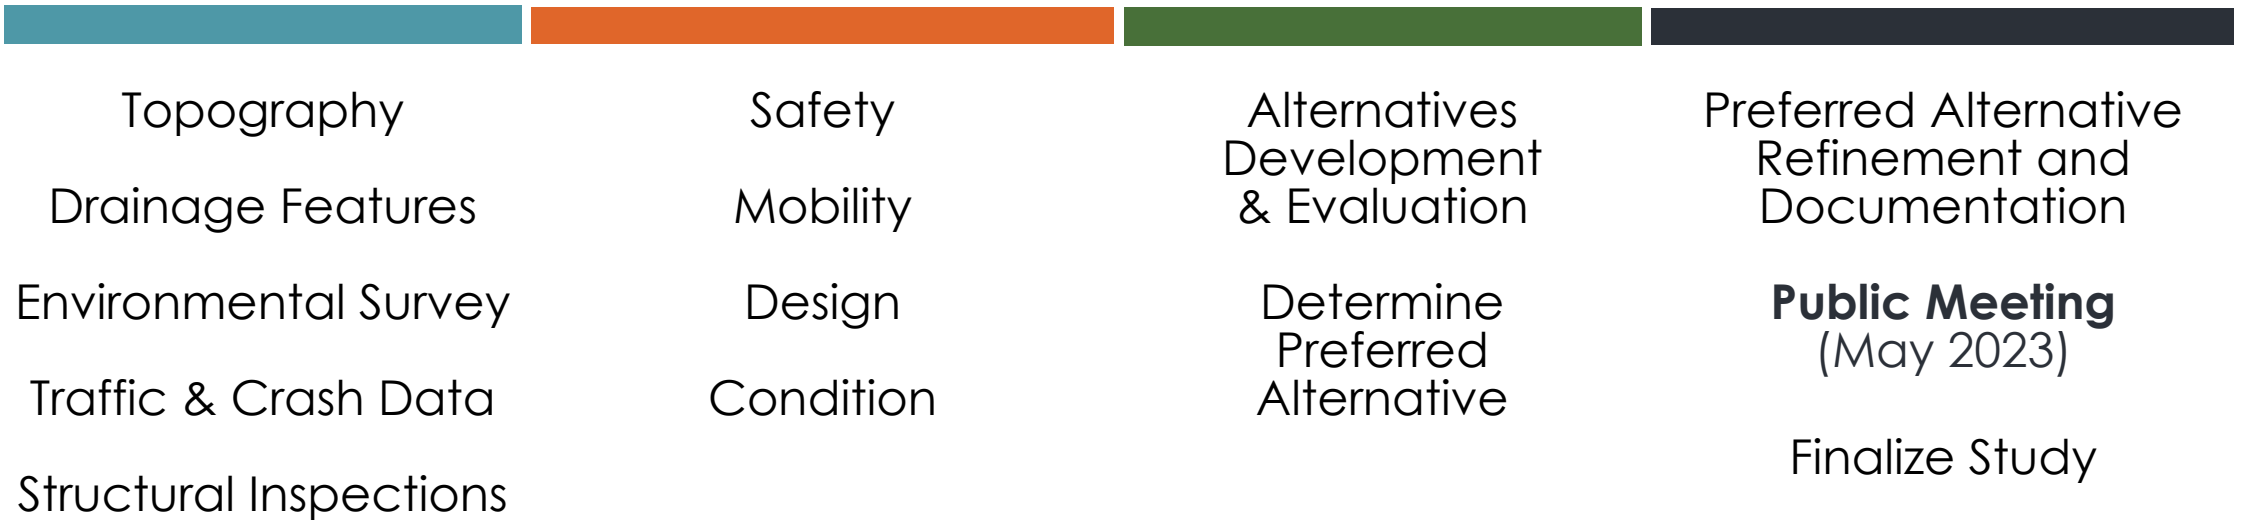 Topography
Drainage Features
Environmental Survey
Traffic & Crash Data
Structural Inspections
Safety
Mobility
Design
Condition
Alternatives
Development
& Evaluation
Determine
Preferred
Alternative
Preferred Alternative
Refinement and
Documentation
Public Meeting
(May 2023)
Finalize Study